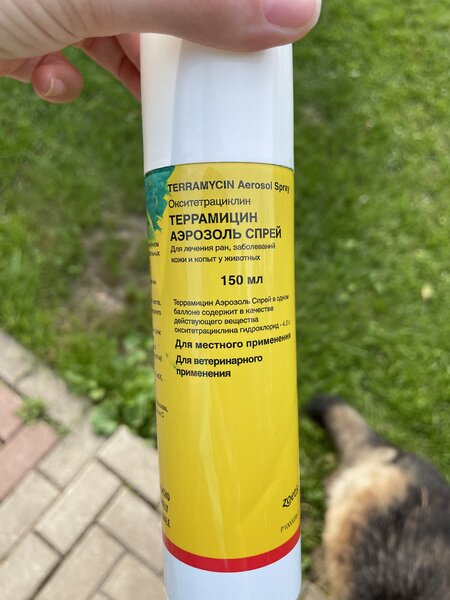 TERRAMYCIN Aerosol Spray
Окситетрациклин
ТЕРРАМИЦИН
АЭРОЗОЛЬ СПРЕЙ
Для лечения ран, заболеваний
кожи и копыт у животных
150 мл
Террамицин Аэрозоль Спрей в одном
баллоне содержит в качестве
действующего вещества
окситетрациклина гидрохлорид - 4,0 г.
Для местного применения
Для ветеринарного
применения
zoetis